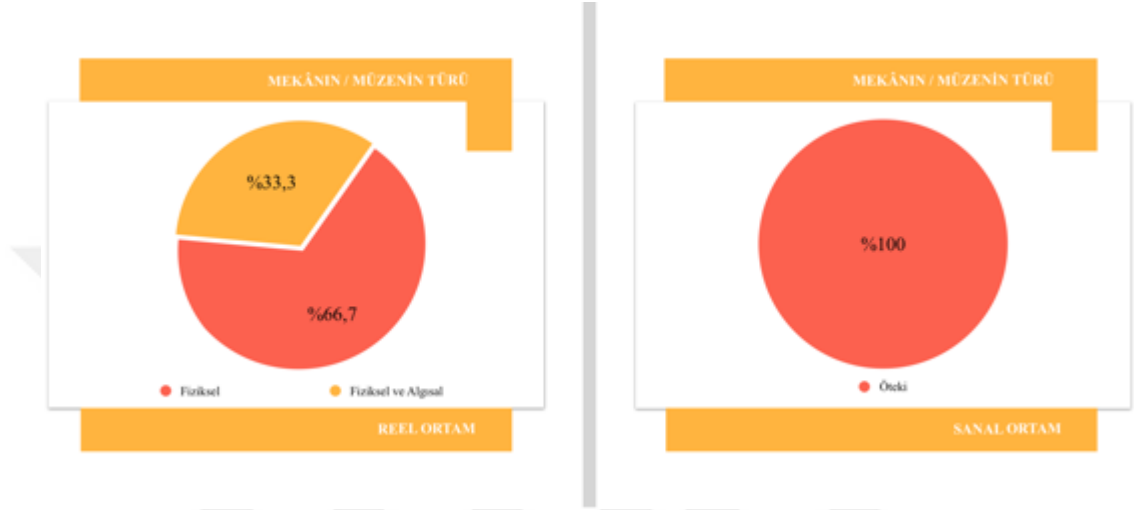 MEKÂNIN / MÜZENİN TÜRÜ
%33,3
%66,7
Fiziksel
Fiziksel ve Algısal
REEL ORTAM
MEKÂNIN / MÜZENİN TÜRÜ
%100
Öteki
SANAL ORTAM